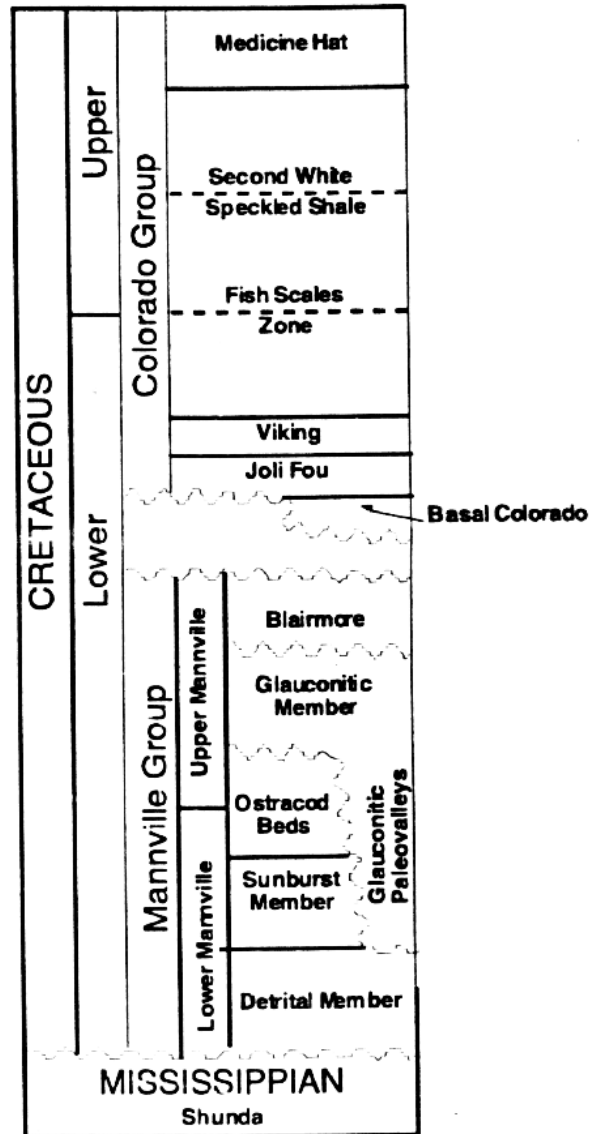 CRETACEOUS
Upper
Lower
Colorado Group
Medicine Hat
Second White
Speckled Shale
Fish Scales
Zone
Viking
Joli Fou
Basal Colorado
Mannville Group
Upper Mannville
Lower Mannville
Blairmore
Glauconitic
Member
Ostracod
Beds
Glauconitic
Paleovalleys
Sunburst
Member
Detrital Member
MISSISSIPPIAN
Shunda